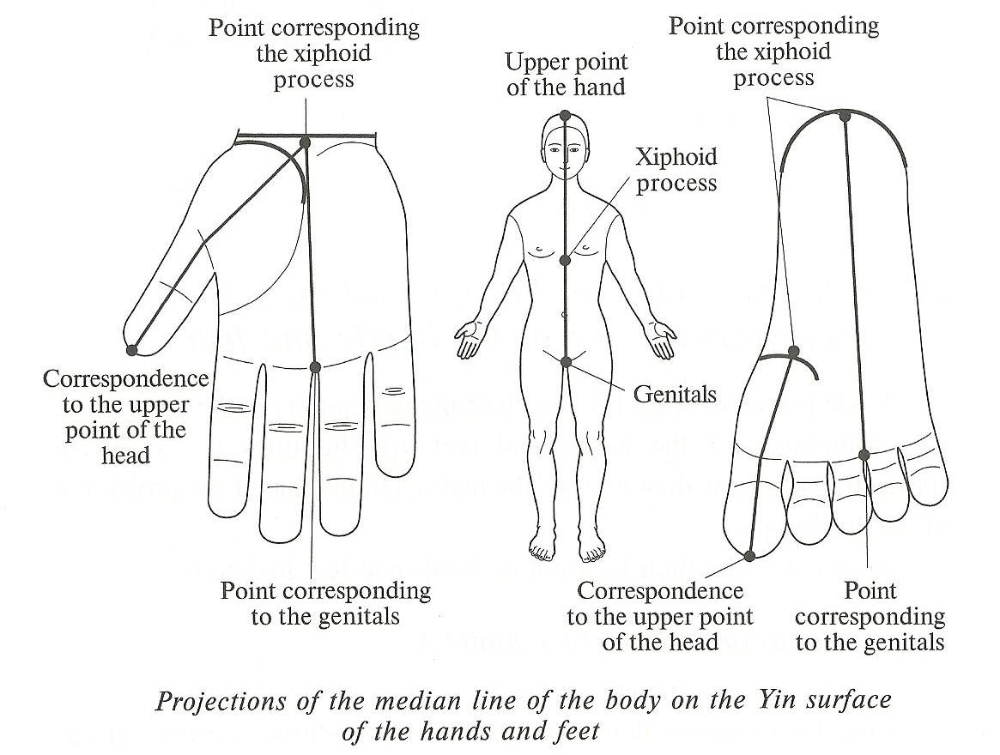 Point corresponding
the xiphoid
process
Upper point
of the hand
Point corresponding
the xiphoid
process
Xiphoid
process
Correspondence
to the upper
point of the
head
Genitals
Point corresponding
to the genitals
Correspondence
to the upper point
of the head
Point
corresponding
to the genitals
Projections of the median line of the body on the Yin surface
of the hands and feet